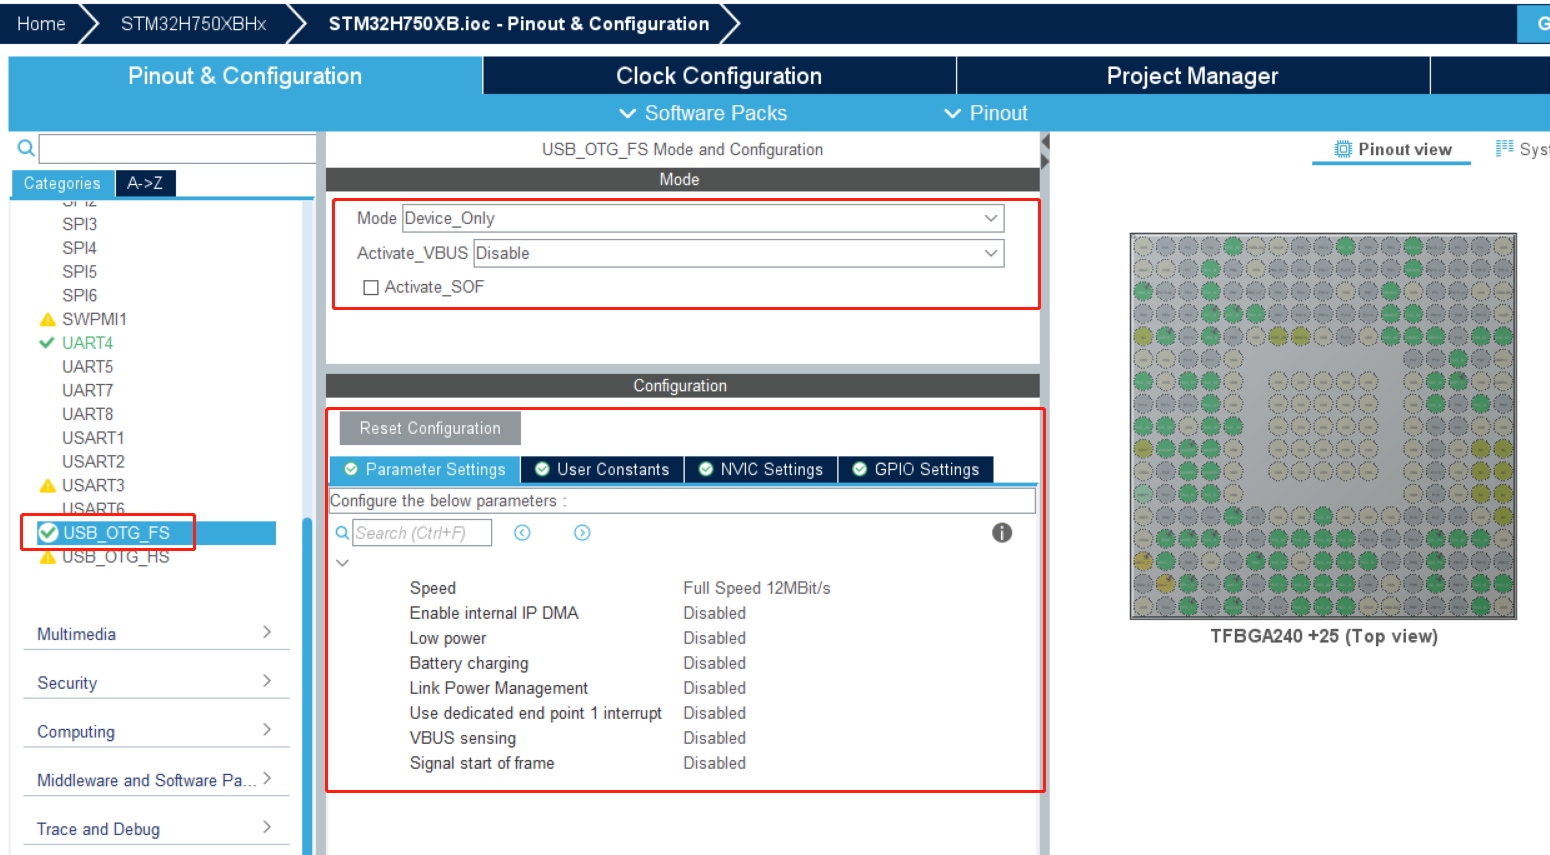 Home
STM32H750XBHx
STM32H750XB.ioc - Pinout & Configuration
G
Pinout & Configuration
Clock Configuration
Project Manager
Software Packs
Pinout
Categories
A->Z
SPI2
SPI3
SPI4
SPI5
SPI6
SWPMI1
UART4
UART5
UART7
UART8
USART1
USART2
USART3
USART6
USB_OTG_FS
USB_OTG_HS
Multimedia
Security
Computing
Middleware and Software Pa...
Trace and Debug
USB_OTG_FS Mode and Configuration
Mode
Mode Device_Only
Activate_VBUS Disable
Activate_SOF
Configuration
Reset Configuration
Parameter Settings
User Constants
NVIC Settings
GPIO Settings
Configure the below parameters :
Search (Ctrl+F)
Speed Full Speed 12MBit/s
Enable internal IP DMA Disabled
Low power Disabled
Battery charging Disabled
Link Power Management Disabled
Use dedicated end point 1 interrupt Disabled
VBUS sensing Disabled
Signal start of frame Disabled
Pinout view
Syst
TFBGA240 +25 (Top view)